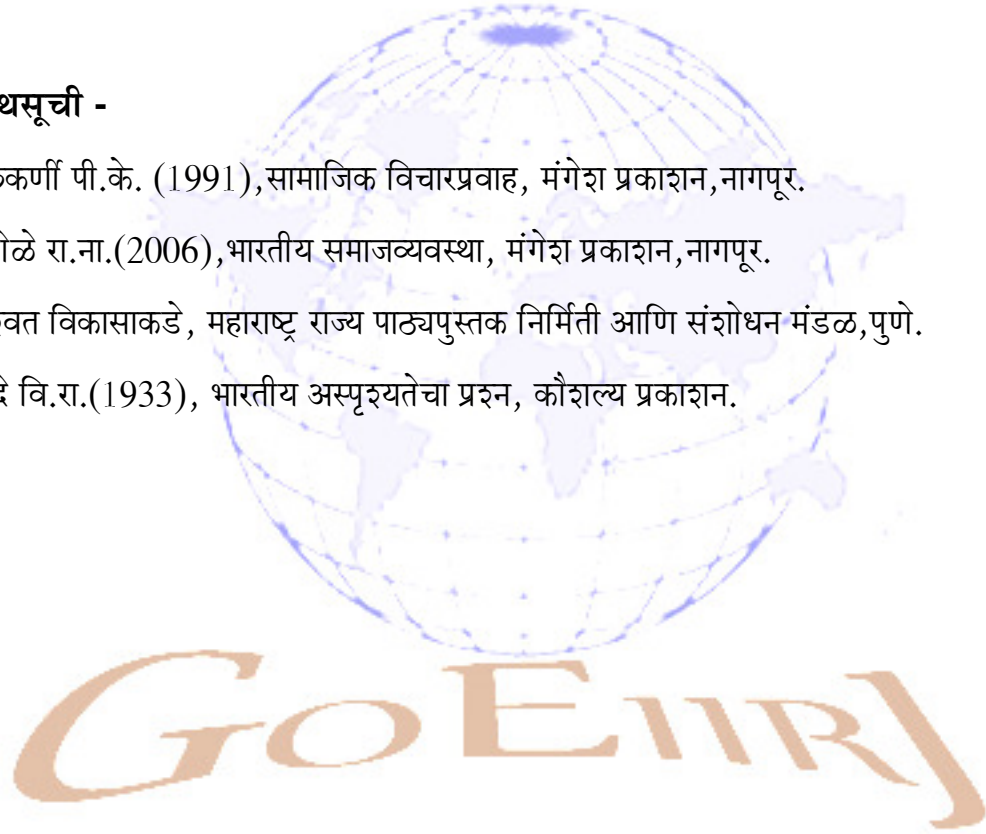 थसूची -
ळकर्णी पी.के. (1991),सामाजिक विचारप्रवाह, मंगेश प्रकाशन,नागपूर.
ोळे रा.ना.(2006),भारतीय समाजव्यवस्था, मंगेश प्रकाशन,नागपूर.
वत विकासाकडे, महाराष्ट्र राज्य पाठ्यपुस्तक निर्मिती आणि संशोधन मंडळ,पुणे.
दे वि.रा.(1933), भारतीय अस्पृश्यतेचा प्रश्न, कौशल्य प्रकाशन.
GOEIIRJ